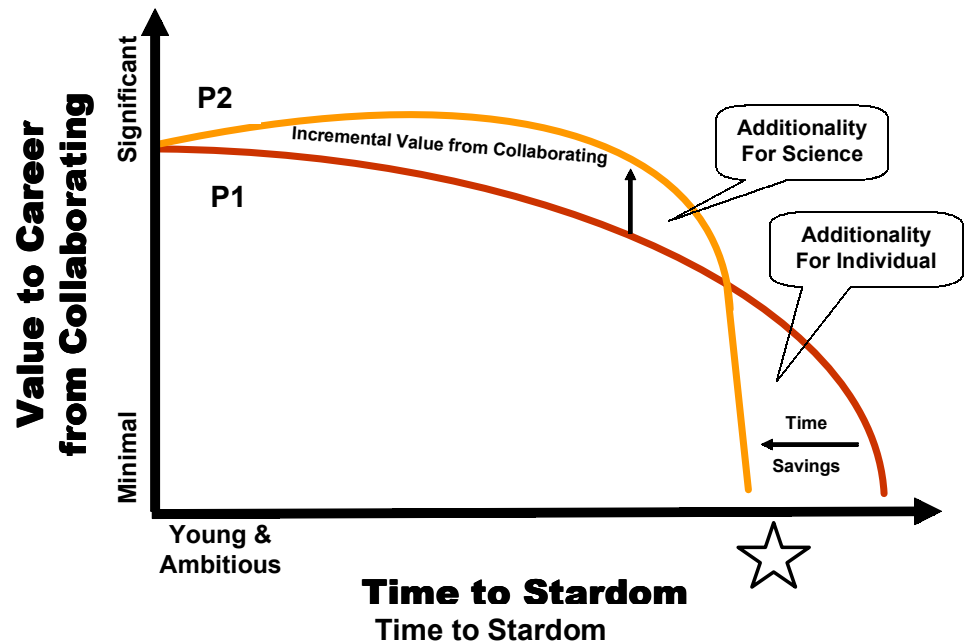 Value to Career
from Collaborating
Significant
Minimal
P2
P1
Incremental Value from Collaborating
Additionality
For Science
Additionality
For Individual
Time
Savings
Young &
Ambitious
Time to Stardom
Time to Stardom